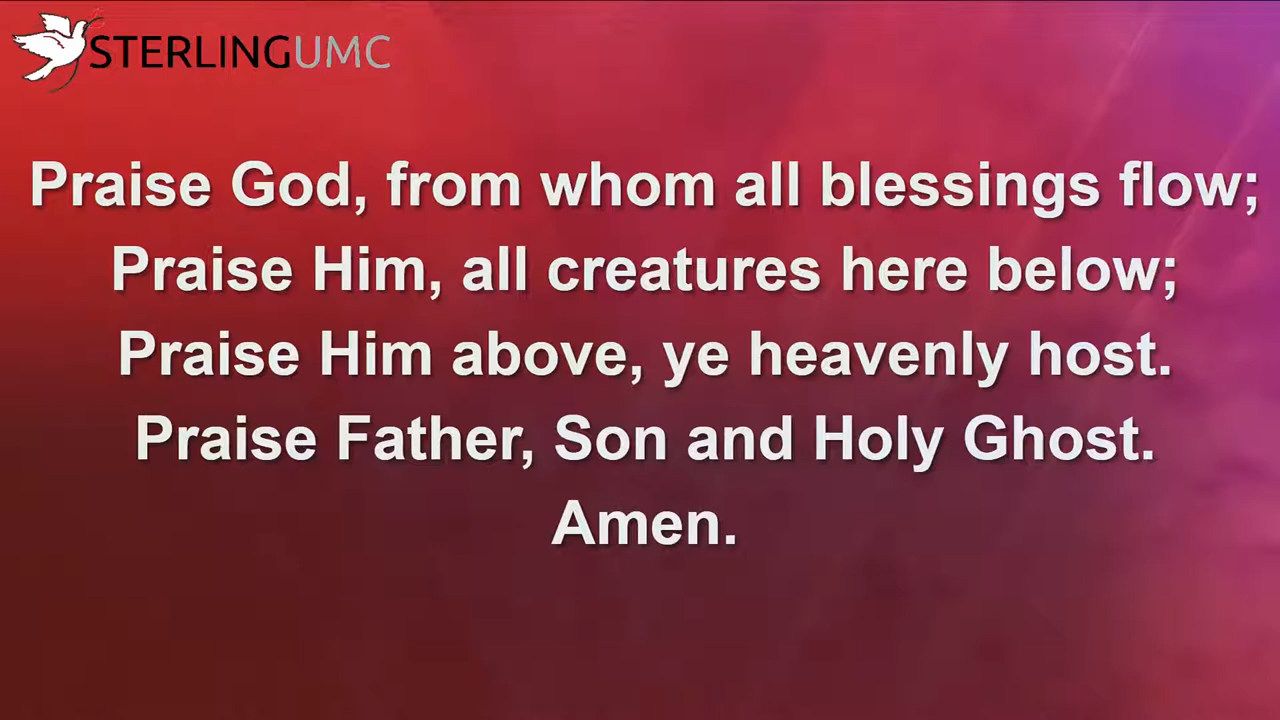 STERLINGUMC
Praise God, from whom all blessings flow;
Praise Him, all creatures here below;
Praise Him above, ye heavenly host.
Praise Father, Son and Holy Ghost.
Amen.